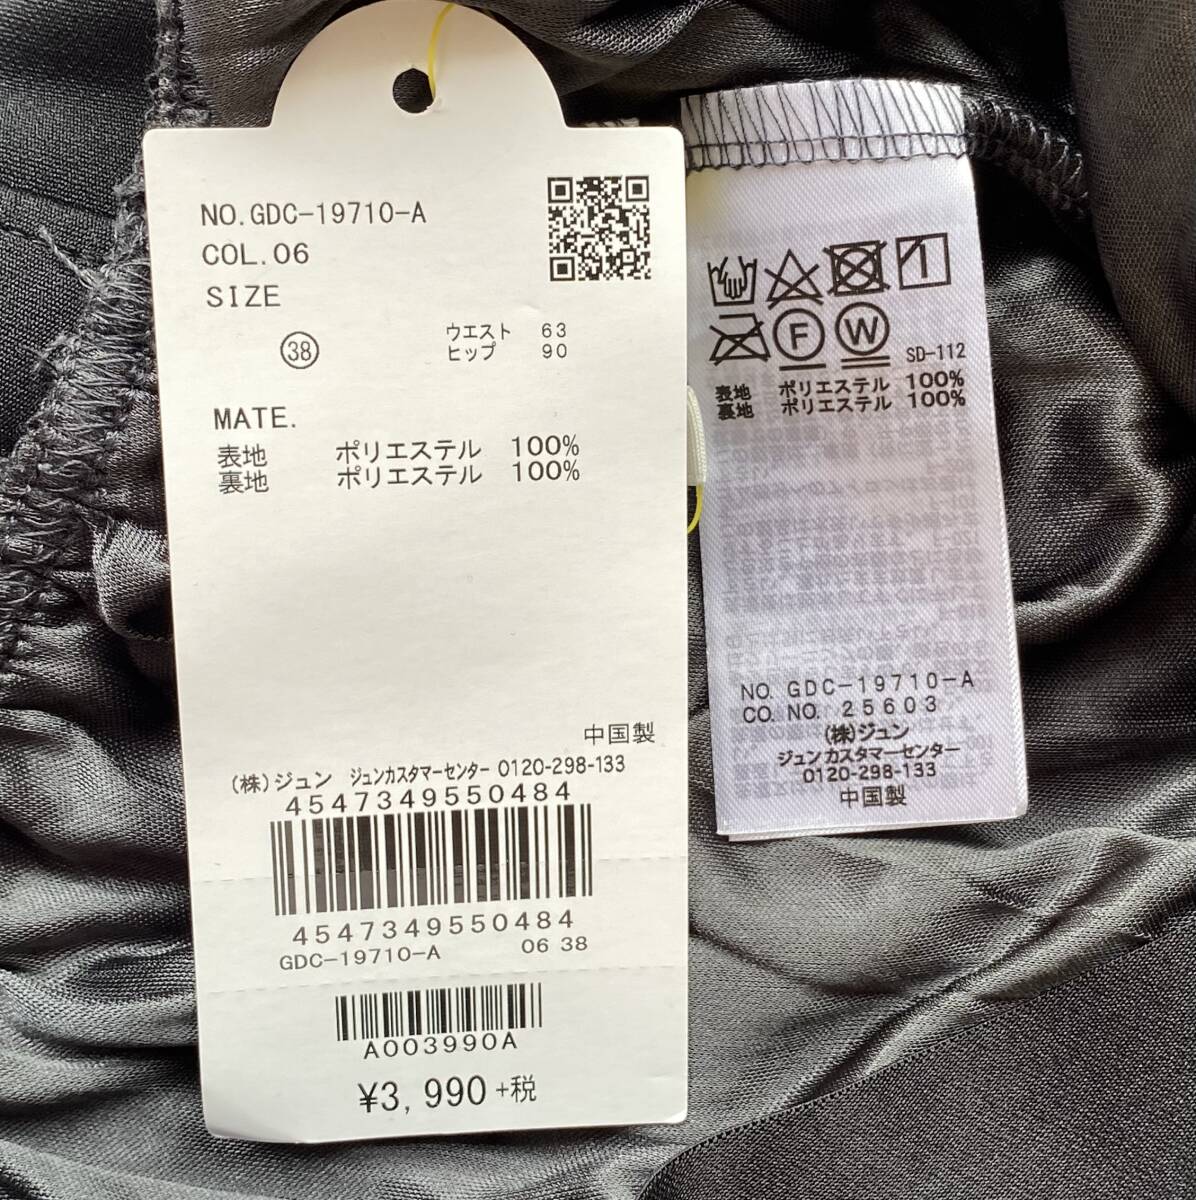 NO.GDC-19710-A
COL.06
SIZE
38 ウエスト 63
ヒップ 90
MATE.
表地 ポリエステル 100%
裏地 ポリエステル 100%
中国製
(株)ジュン ジュンカスタマーセンター 0120-298-133
4547349550484
4547349550484
GDC-19710-A 06 38
A003990A
¥3,990+税
F W
SD-112
表地 ポリエステル 100%
裏地 ポリエステル 100%
NO. GDC-19710-A
CO. NO. 25603
(株)ジュン
ジュンカスタマーセンター
0120-298-133
中国製